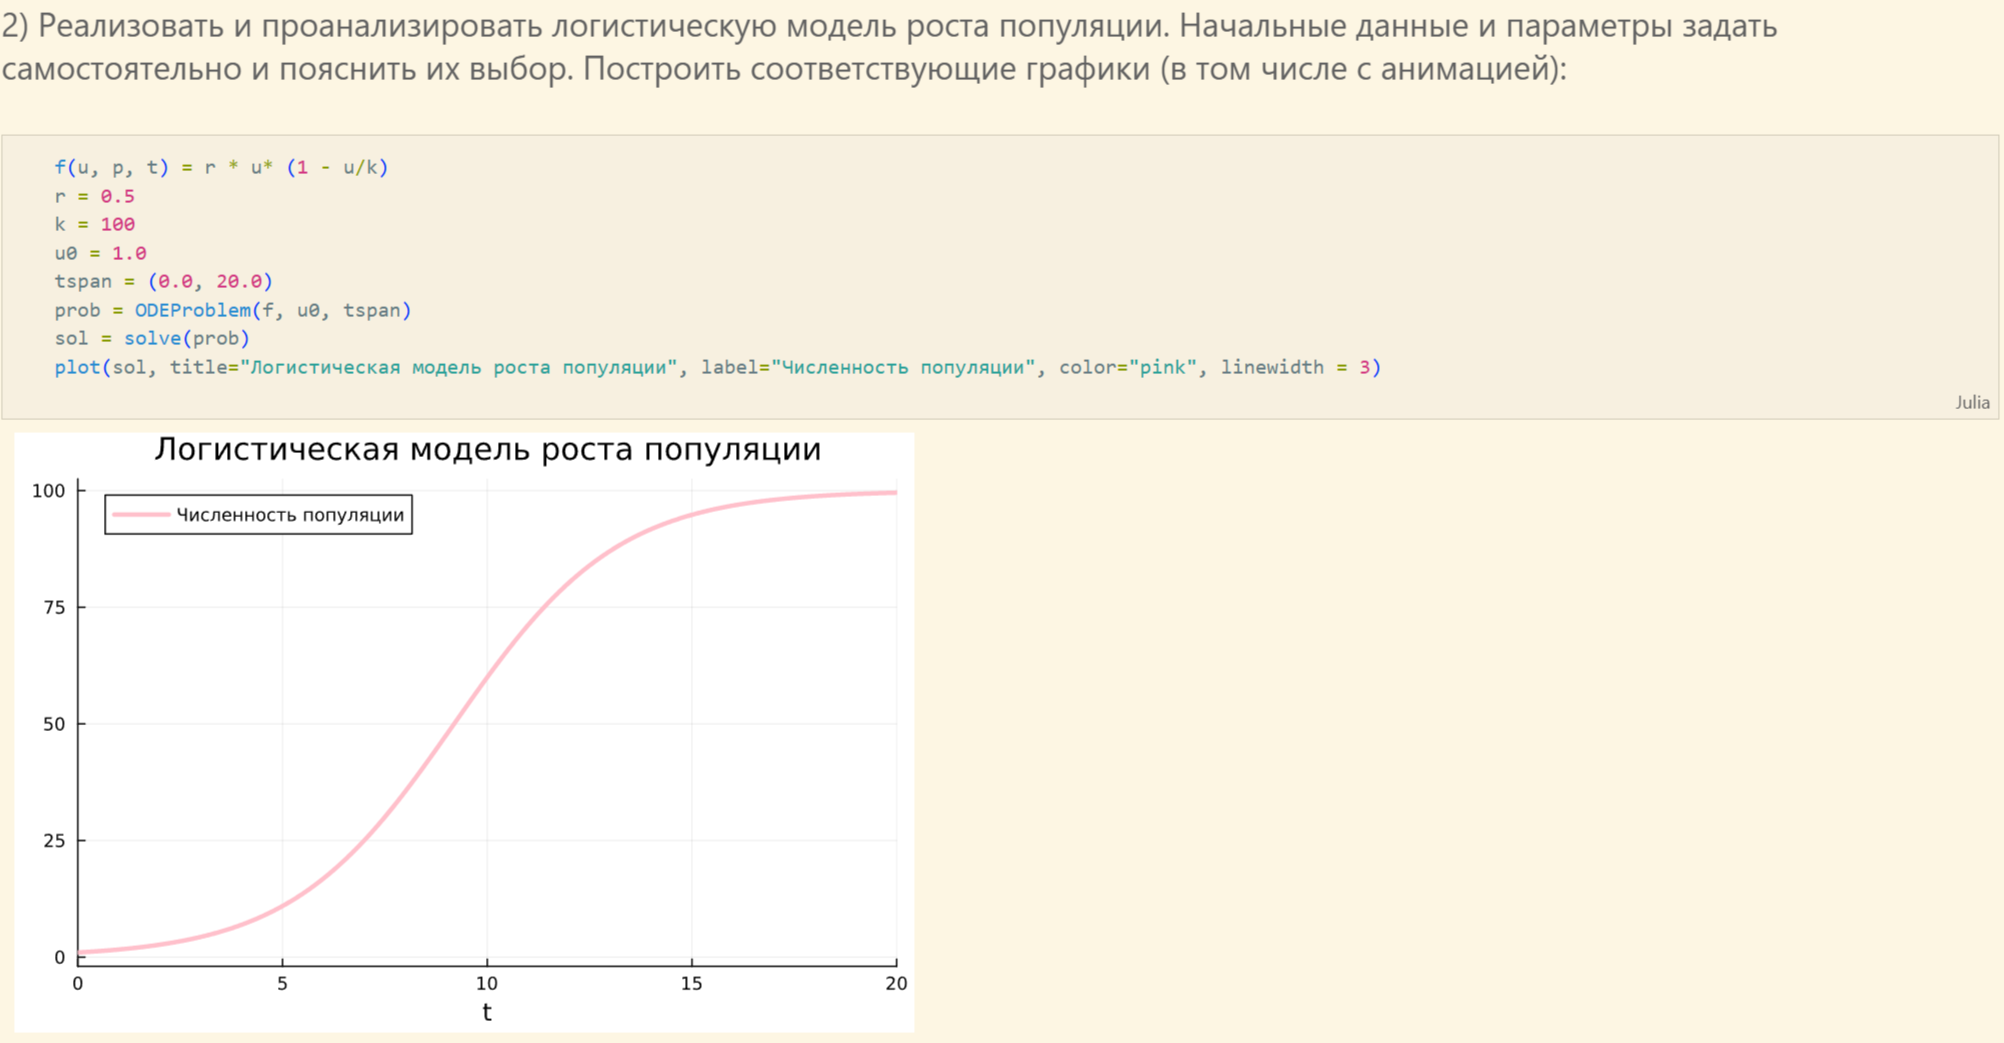 2) Реализовать и проанализировать логистическую модель роста популяции. Начальные данные и параметры задать
самостоятельно и пояснить их выбор. Построить соответствующие графики (в том числе с анимацией):
f(u, p, t) = r * u* (1 - u/k)
r = 0.5
k = 100
u0 = 1.0
tspan = (0.0, 20.0)
prob = ODEProblem(f, u0, tspan)
sol = solve(prob)
plot(sol, title="Логистическая модель роста популяции", label="Численность популяции", color="pink", linewidth = 3)
Julia
Логистическая модель роста популяции
100
Численность популяции
75
50
25
0
0 5 10 15 20
t